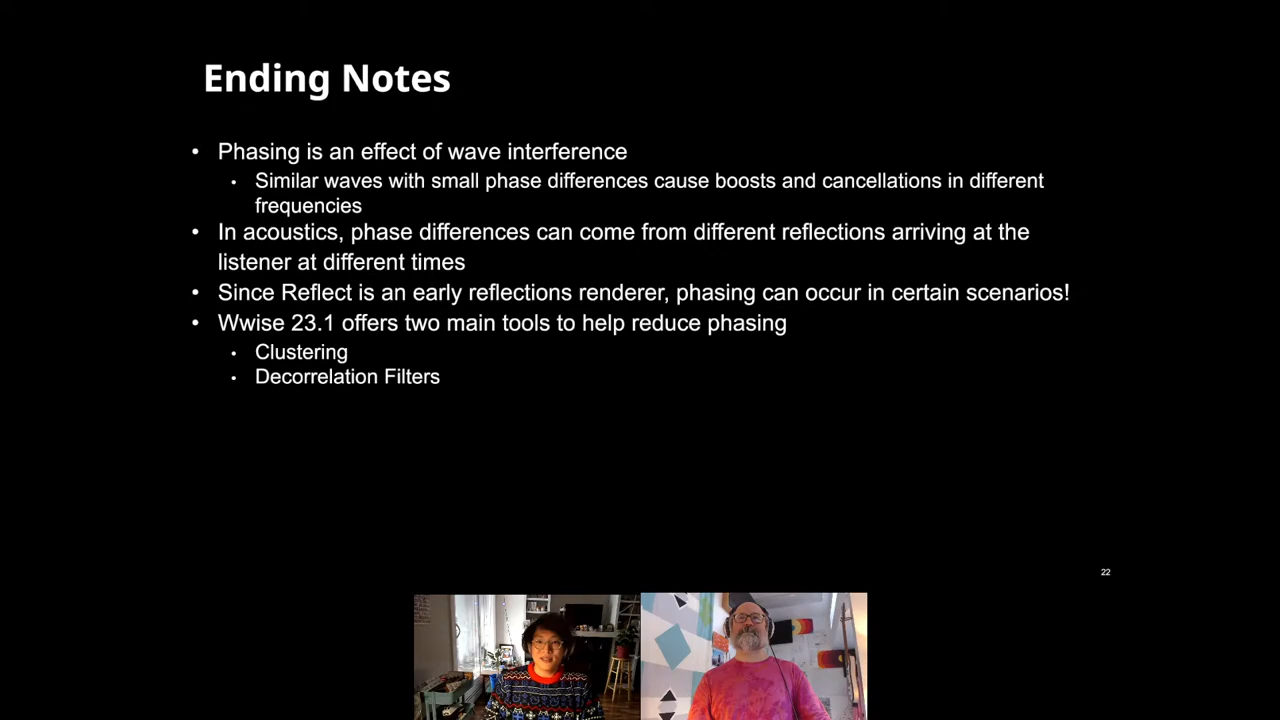 Ending Notes
• Phasing is an effect of wave interference
• Similar waves with small phase differences cause boosts and cancellations in different
frequencies
• In acoustics, phase differences can come from different reflections arriving at the
listener at different times
• Since Reflect is an early reflections renderer, phasing can occur in certain scenarios!
• Wwise 23.1 offers two main tools to help reduce phasing
• Clustering
• Decorrelation Filters
22